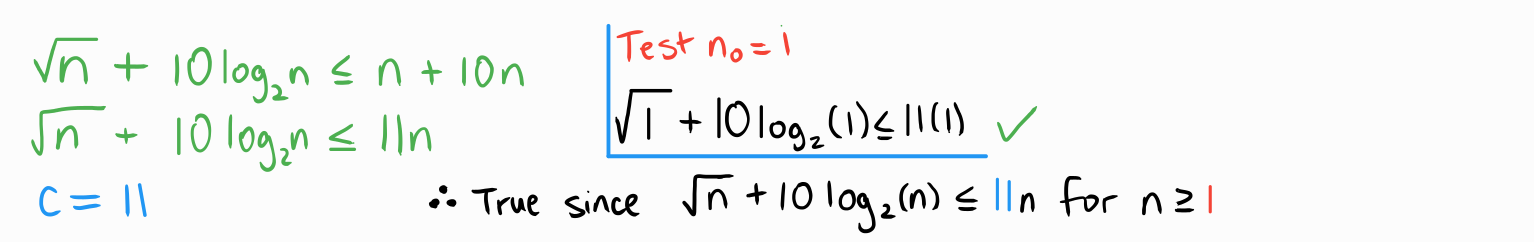 √n + 10 log₂n ≤ n + 10n
√n + 10 log₂n ≤ 11n
C = 11
Test n₀ = 1
√1 + 10 log₂(1) ≤ 11(1) ✓
∴ True since √n + 10 log₂(n) ≤ 11n for n ≥ 1